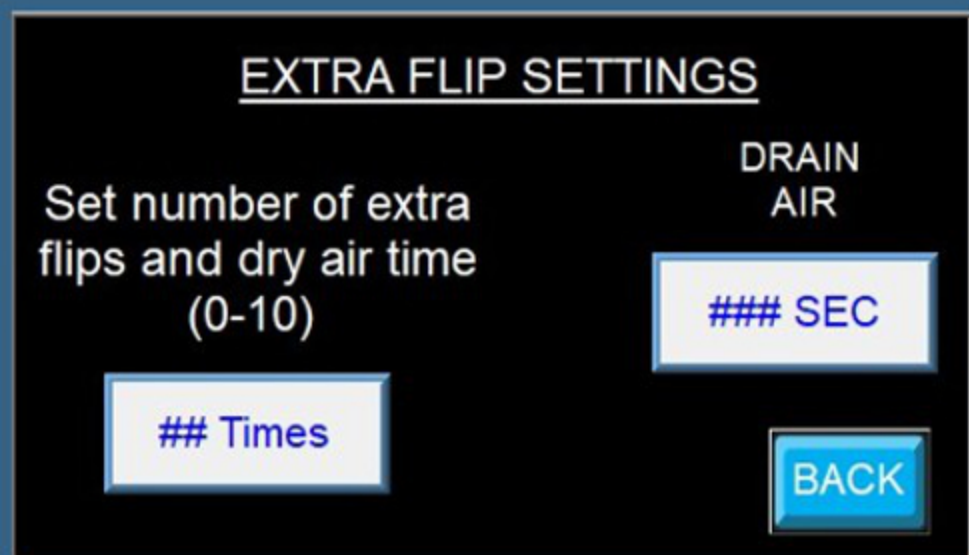 EXTRA FLIP SETTINGS
Set number of extra
flips and dry air time
(0-10)
## Times
DRAIN
AIR
### SEC
BACK